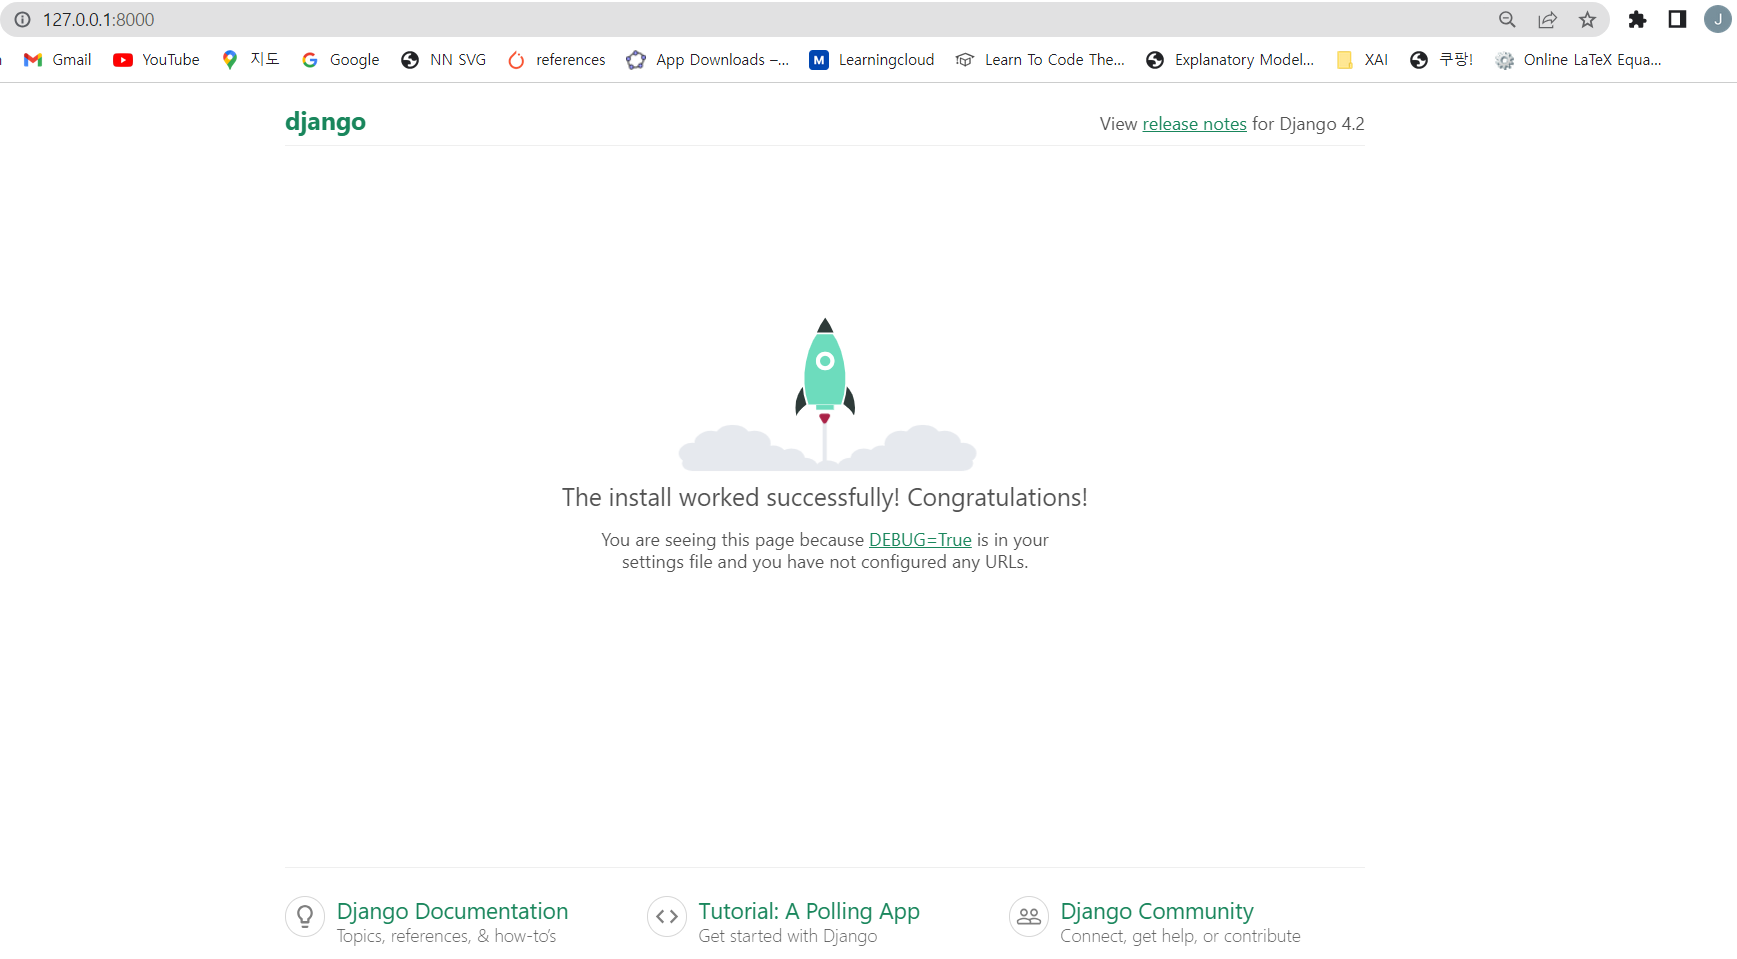 127.0.0.1:8000
Gmail YouTube 지도 Google NN SVG references App Downloads –... M Learningcloud Learn To Code The... Explanatory Model... XAI 쿠팡! Online LaTeX Equa... J
django
View release notes for Django 4.2
The install worked successfully! Congratulations!
You are seeing this page because DEBUG=True is in your
settings file and you have not configured any URLs.
Django Documentation
Topics, references, & how-to's
Tutorial: A Polling App
Get started with Django
Django Community
Connect, get help, or contribute